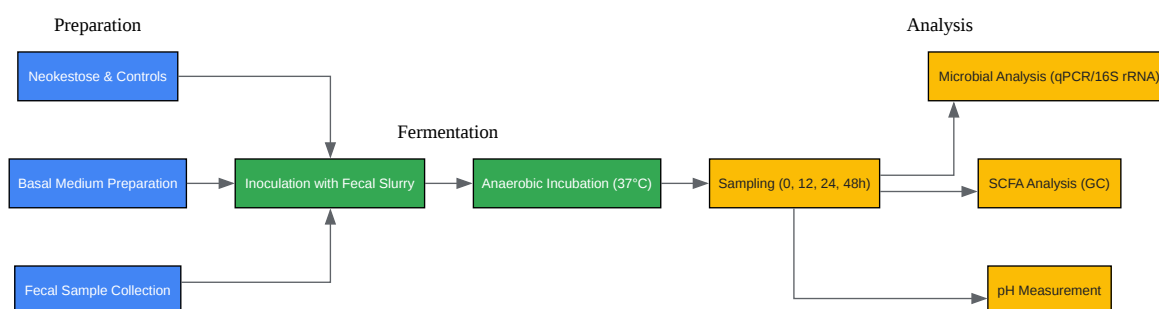 Preparation
Analysis
Neokestose & Controls
Microbial Analysis (qPCR/16S rRNA)
Fermentation
Basal Medium Preparation
Inoculation with Fecal Slurry
Anaerobic Incubation (37°C)
Sampling (0, 12, 24, 48h)
SCFA Analysis (GC)
Fecal Sample Collection
pH Measurement